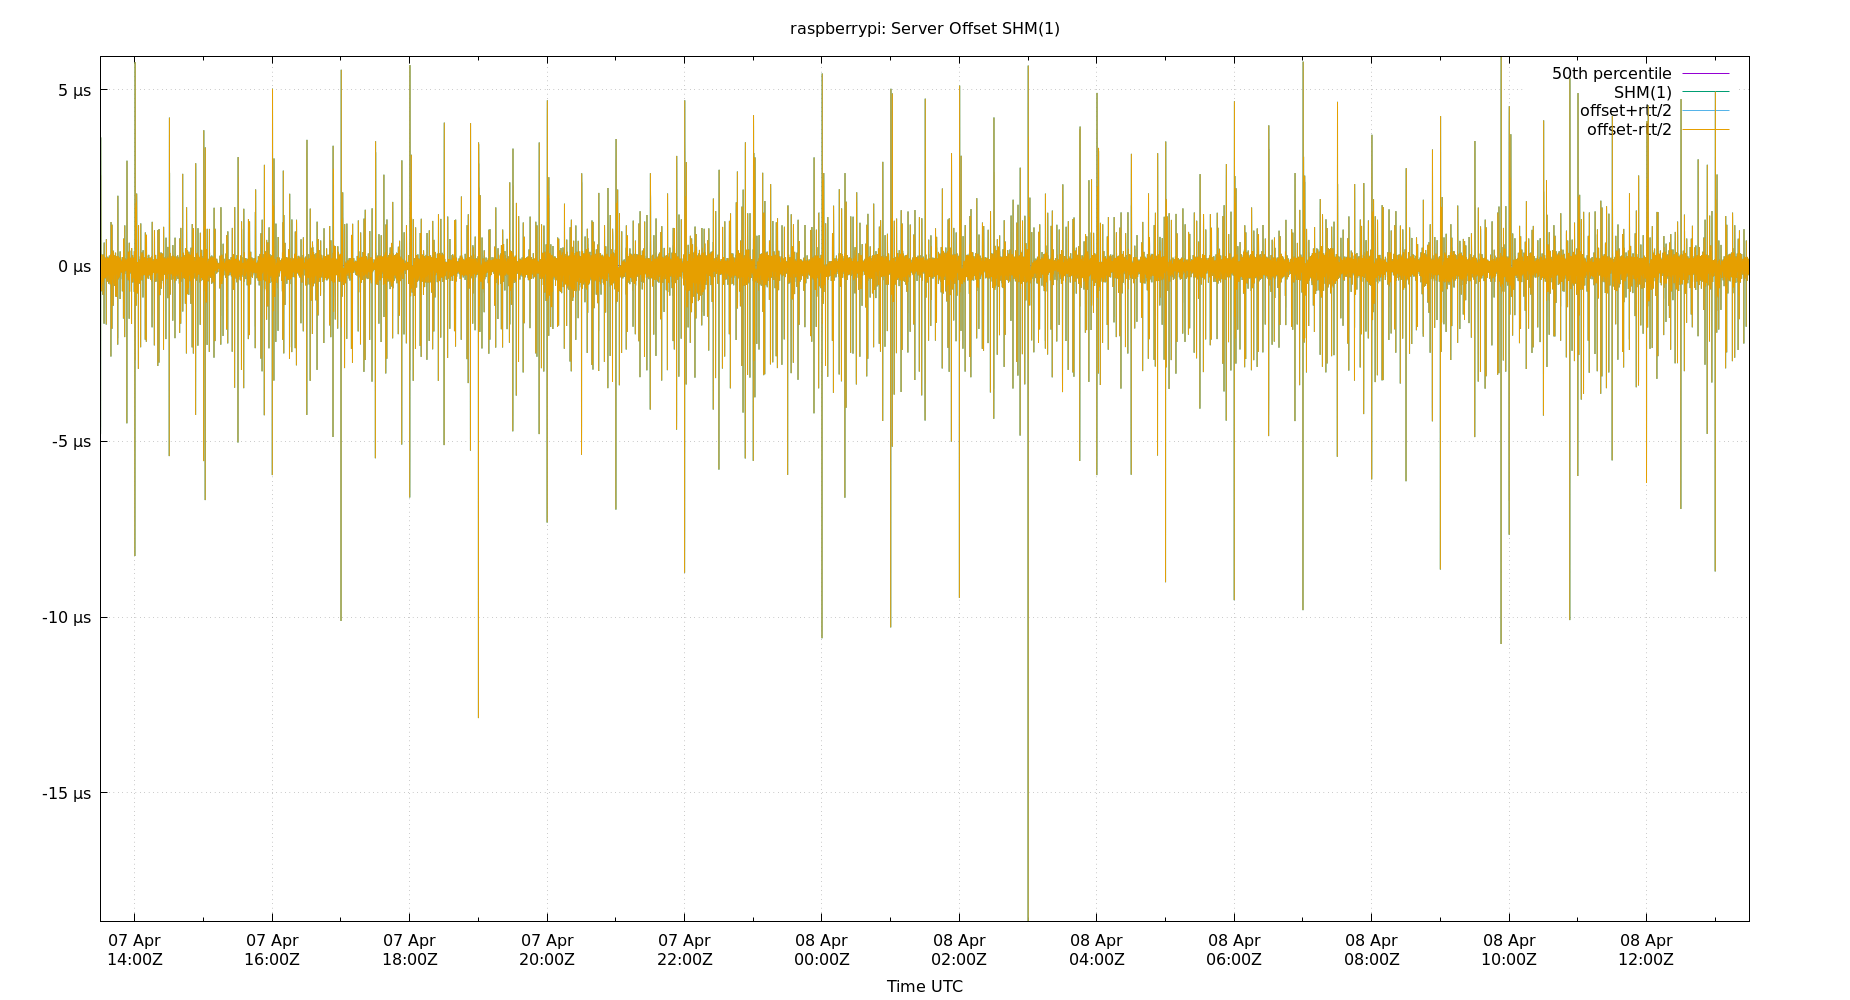 raspberrypi: Server Offset SHM(1)
50th percentile
SHM(1)
offset+rtt/2
offset-rtt/2
5 µs
0 µs
-5 µs
-10 µs
-15 µs
07 Apr 07 Apr 07 Apr 07 Apr 07 Apr 08 Apr 08 Apr 08 Apr 08 Apr 08 Apr 08 Apr 08 Apr
14:00Z 16:00Z 18:00Z 20:00Z 22:00Z 00:00Z 02:00Z 04:00Z 06:00Z 08:00Z 10:00Z 12:00Z
Time UTC